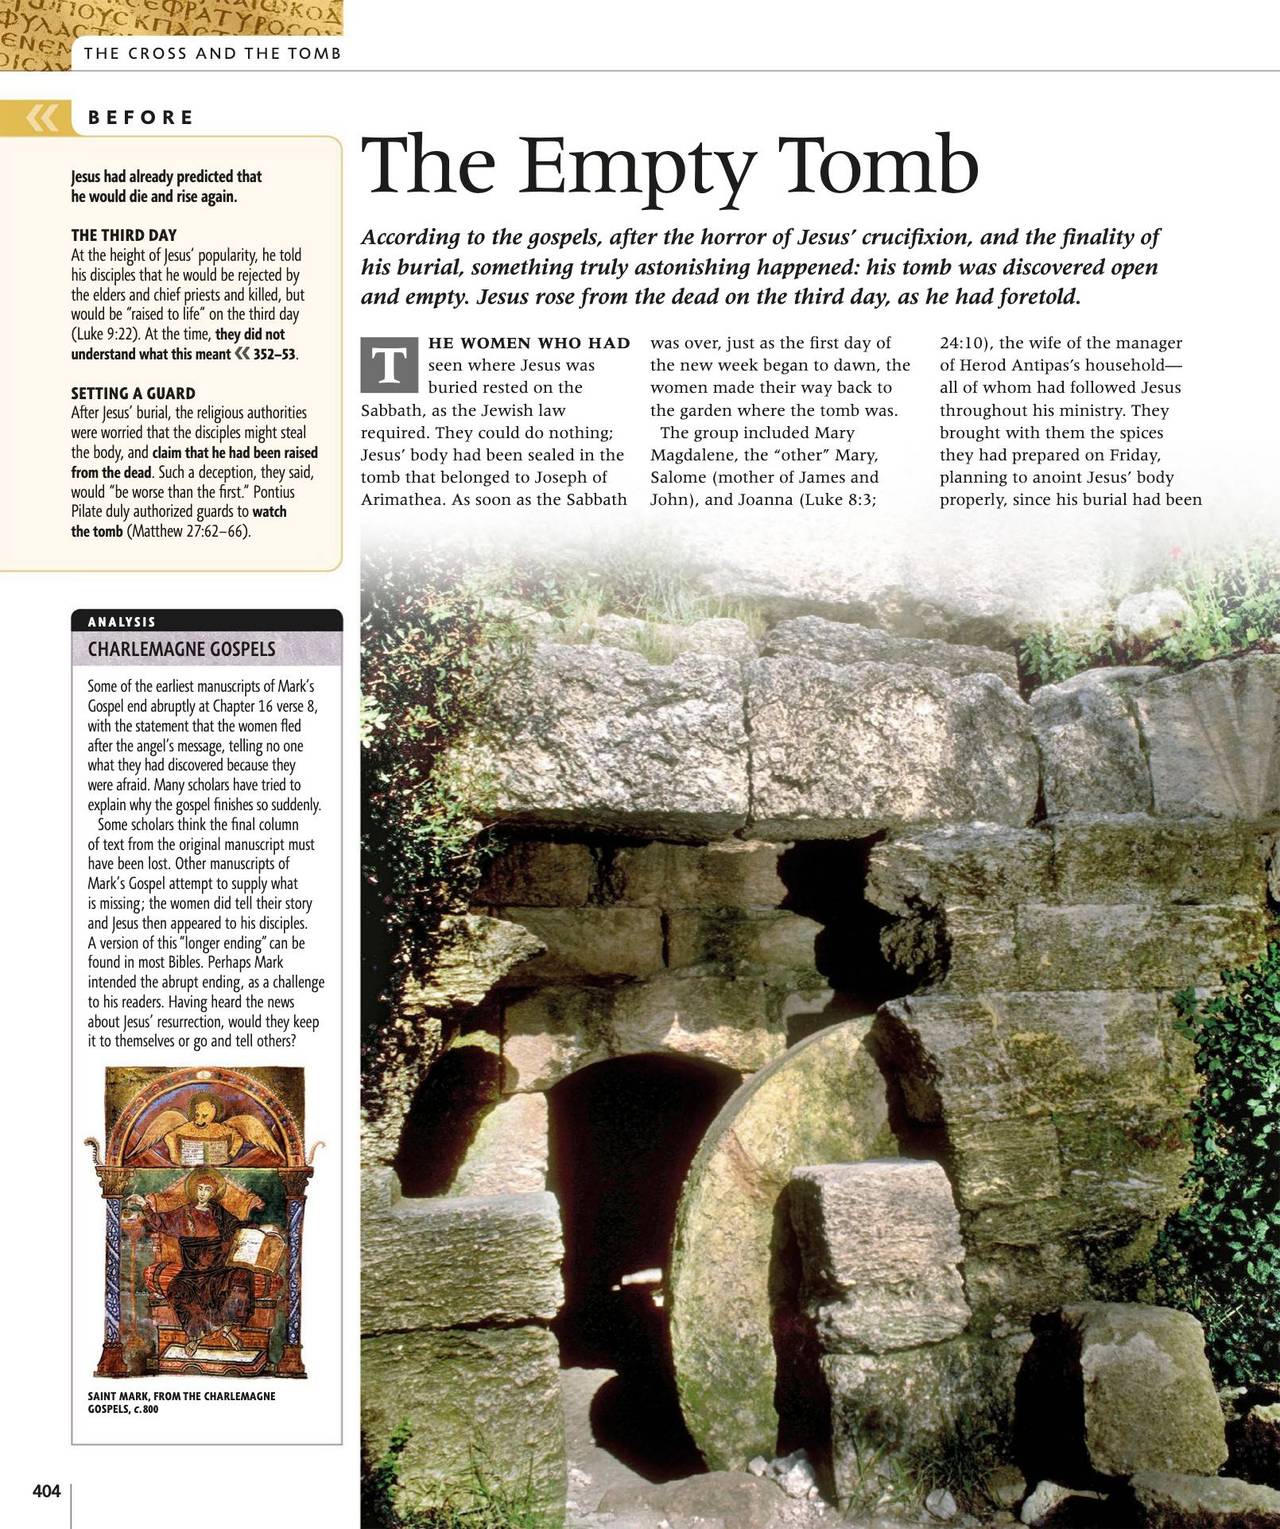 THE CROSS AND THE TOMB
BEFORE
Jesus had already predicted that
he would die and rise again.
THE THIRD DAY
At the height of Jesus’ popularity, he told
his disciples that he would be rejected by
the elders and chief priests and killed, but
would be “raised to life” on the third day
(Luke 9:22). At the time, they did not
understand what this meant « 352–53.
SETTING A GUARD
After Jesus’ burial, the religious authorities
were worried that the disciples might steal
the body, and claim that he had been raised
from the dead. Such a deception, they said,
would “be worse than the first.” Pontius
Pilate duly authorized guards to watch
the tomb (Matthew 27:62–66).
ANALYSIS
CHARLEMAGNE GOSPELS
Some of the earliest manuscripts of Mark’s
Gospel end abruptly at Chapter 16 verse 8,
with the statement that the women fled
after the angel’s message, telling no one
what they had discovered because they
were afraid. Many scholars have tried to
explain why the gospel finishes so suddenly.
Some scholars think the final column
of text from the original manuscript must
have been lost. Other manuscripts of
Mark’s Gospel attempt to supply what
is missing; the women did tell their story
and Jesus then appeared to his disciples.
A version of this “longer ending” can be
found in most Bibles. Perhaps Mark
intended the abrupt ending, as a challenge
to his readers. Having heard the news
about Jesus’ resurrection, would they keep
it to themselves or go and tell others?
SAINT MARK, FROM THE CHARLEMAGNE
GOSPELS, c.800
The Empty Tomb
According to the gospels, after the horror of Jesus’ crucifixion, and the finality of
his burial, something truly astonishing happened: his tomb was discovered open
and empty. Jesus rose from the dead on the third day, as he had foretold.
THE WOMEN WHO HAD
seen where Jesus was
buried rested on the
Sabbath, as the Jewish law
required. They could do nothing;
Jesus’ body had been sealed in the
tomb that belonged to Joseph of
Arimathea. As soon as the Sabbath
was over, just as the first day of
the new week began to dawn, the
women made their way back to
the garden where the tomb was.
The group included Mary
Magdalene, the “other” Mary,
Salome (mother of James and
John), and Joanna (Luke 8:3;
24:10), the wife of the manager
of Herod Antipas’s household—
all of whom had followed Jesus
throughout his ministry. They
brought with them the spices
they had prepared on Friday,
planning to anoint Jesus’ body
properly, since his burial had been
404